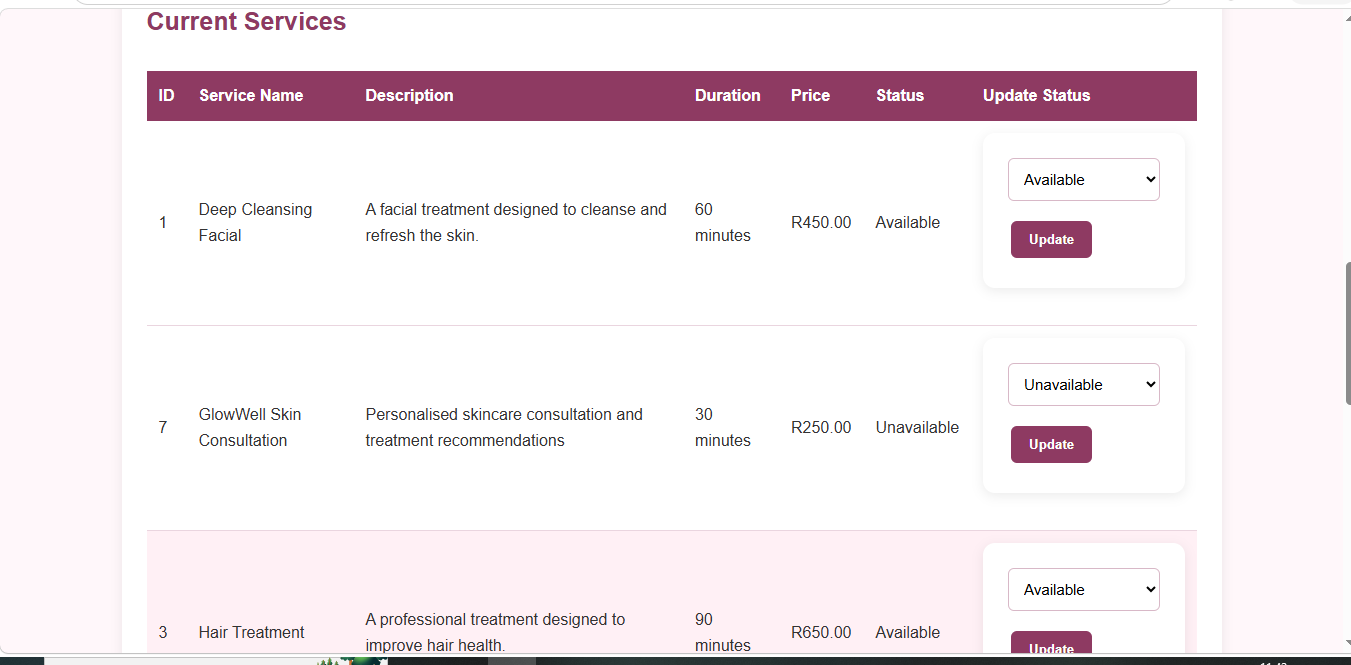 Current Services
ID Service Name Description Duration Price Status Update Status
Available
Deep Cleansing A facial treatment designed to cleanse and 60
1 R450.00 Available
Facial refresh the skin. minutes
Update
Unavailable
GlowWell Skin Personalised skincare consultation and 30
7 R250.00 Unavailable
Consultation treatment recommendations minutes
Update
Available
A professional treatment designed to 90
3 Hair Treatment R650.00 Available
improve hair health. minutes
Update